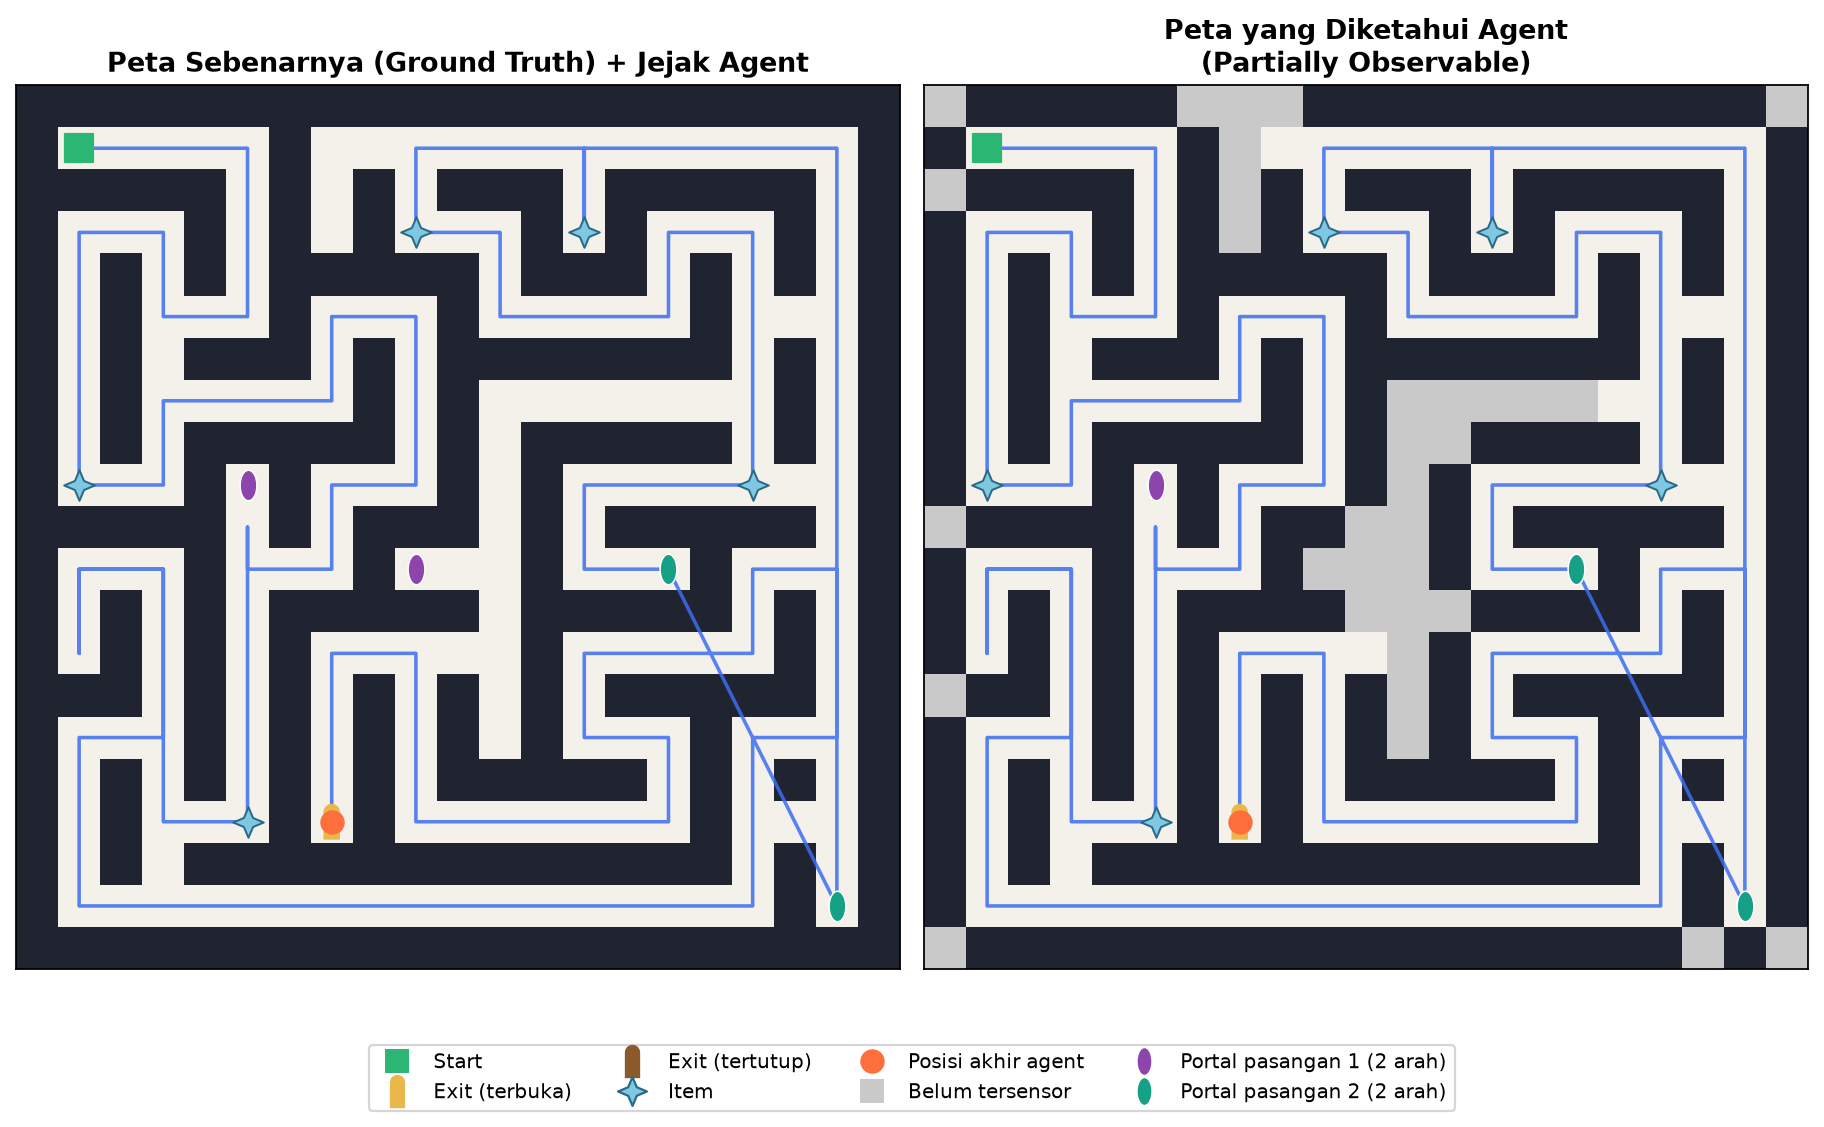 Peta Sebenarnya (Ground Truth) + Jejak Agent
Peta yang Diketahui Agent
(Partially Observable)
Start
Exit (terbuka)
Exit (tertutup)
Item
Posisi akhir agent
Belum tersensor
Portal pasangan 1 (2 arah)
Portal pasangan 2 (2 arah)